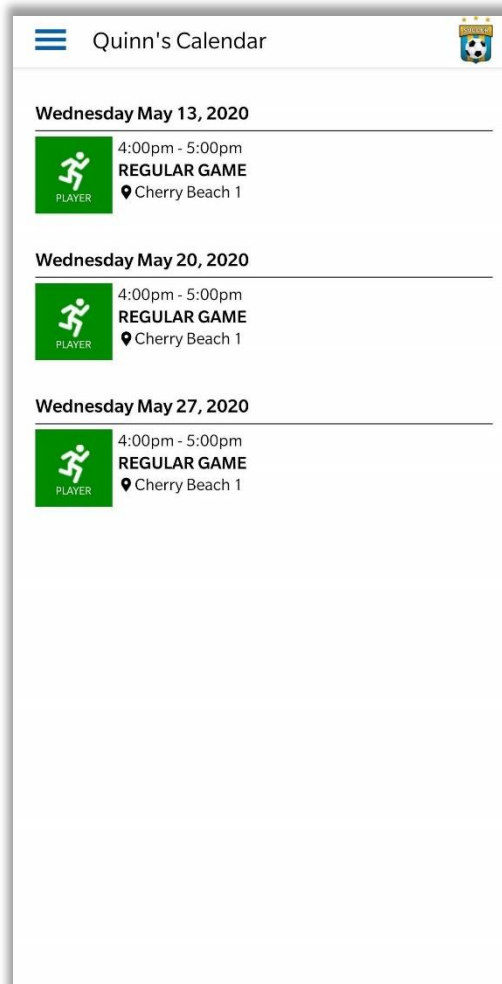 Quinn's Calendar
SOCCER
Wednesday May 13, 2020
4:00pm - 5:00pm
PLAYER
REGULAR GAME
Cherry Beach 1
Wednesday May 20, 2020
4:00pm - 5:00pm
PLAYER
REGULAR GAME
Cherry Beach 1
Wednesday May 27, 2020
4:00pm - 5:00pm
PLAYER
REGULAR GAME
Cherry Beach 1